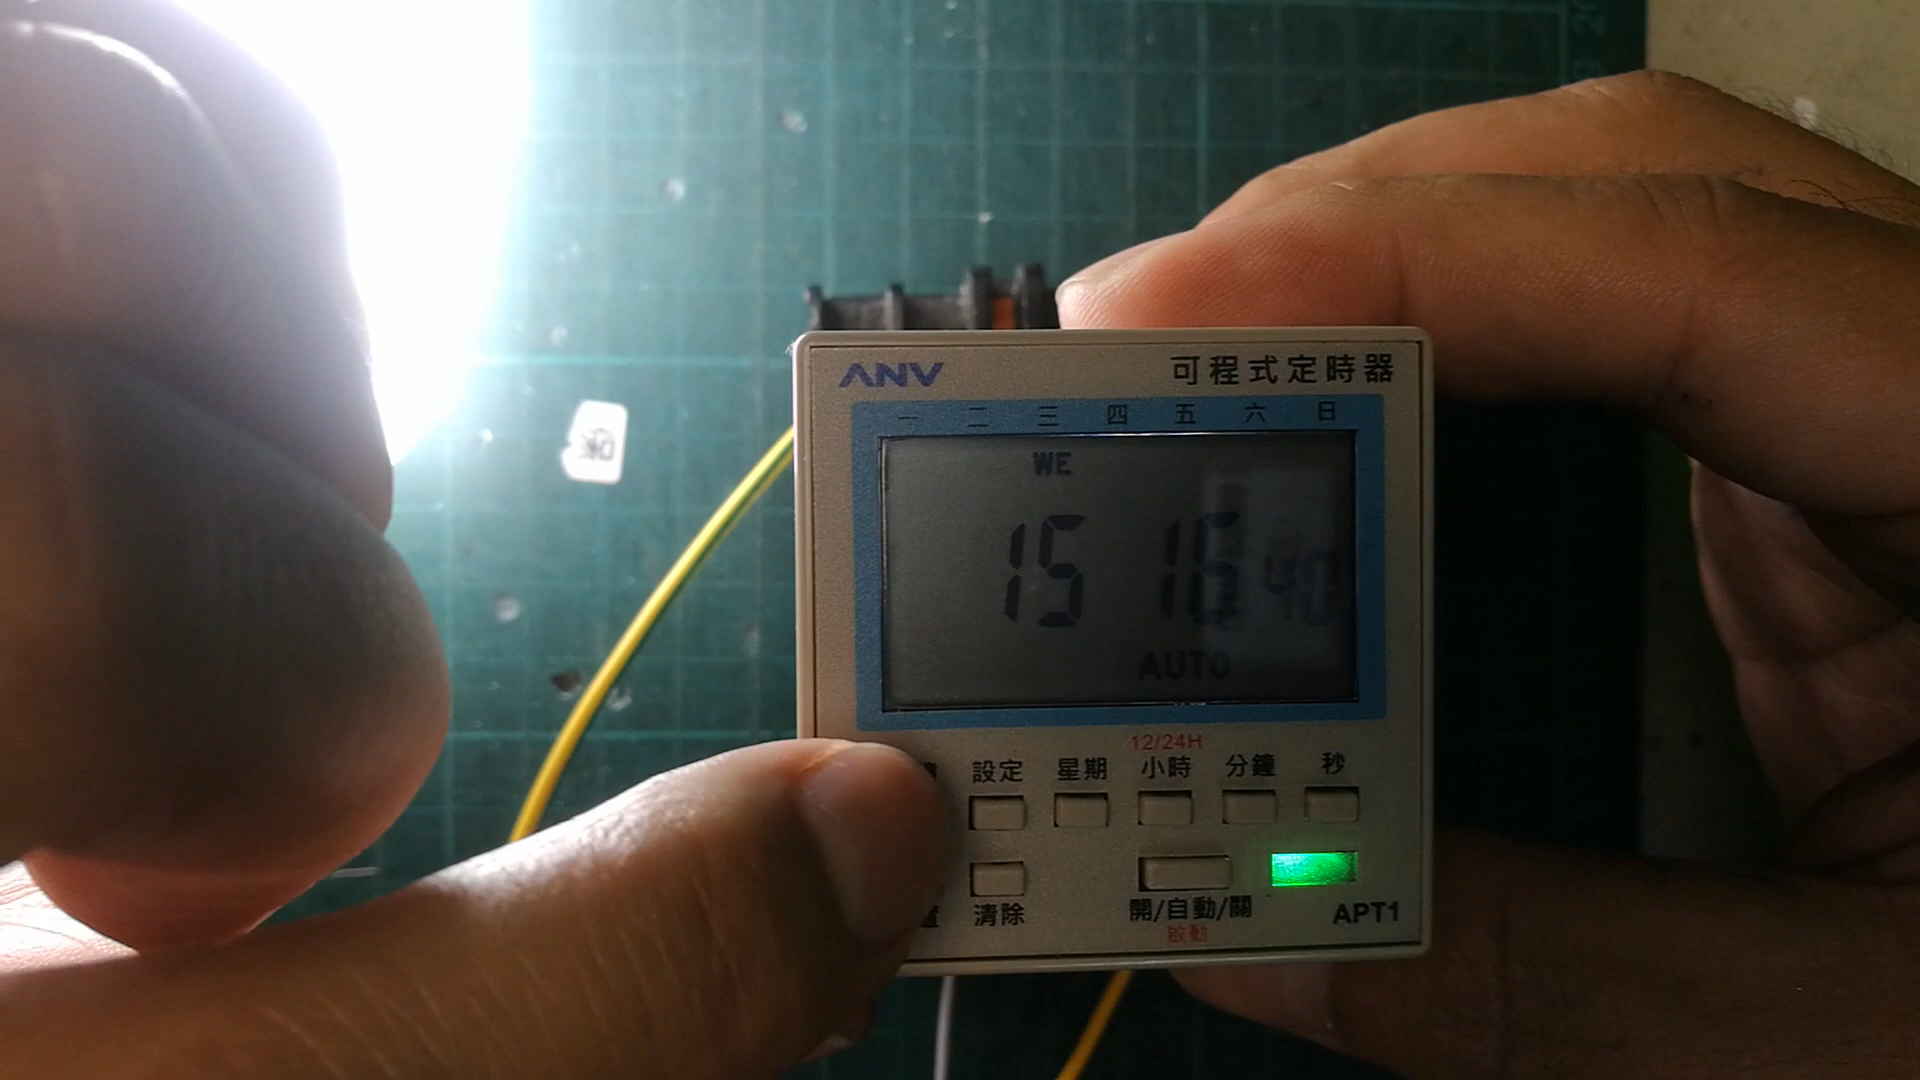 ANV 可程式定時器
一 二 三 四 五 六 日
WE
15 16 40
AUTO
12/24H
設定 星期 小時 分鐘 秒
清除 開/自動/關 APT1
啟動